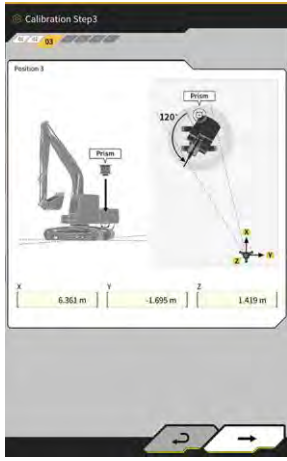 Calibration Step3
03
Position 3
Prism
120°
Prism
X
Y
Z
X
Y
Z
6.361 m
-1.695 m
1.419 m